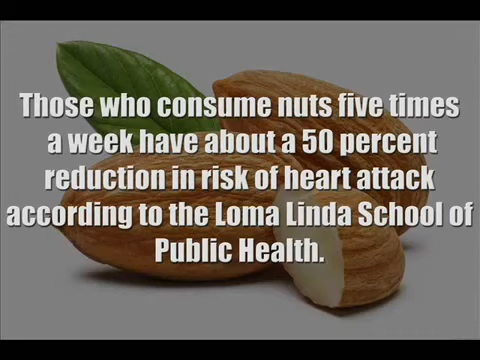 Those who consume nuts five times
a week have about a 50 percent
reduction in risk of heart attack
according to the Loma Linda School of
Public Health.